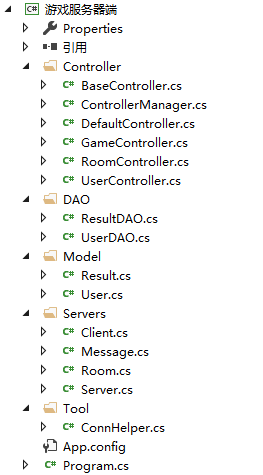 C# 游戏服务器端
Properties
引用
Controller
C# BaseController.cs
C# ControllerManager.cs
C# DefaultController.cs
C# GameController.cs
C# RoomController.cs
C# UserController.cs
DAO
C# ResultDAO.cs
C# UserDAO.cs
Model
C# Result.cs
C# User.cs
Servers
C# Client.cs
C# Message.cs
C# Room.cs
C# Server.cs
Tool
C# ConnHelper.cs
App.config
C# Program.cs